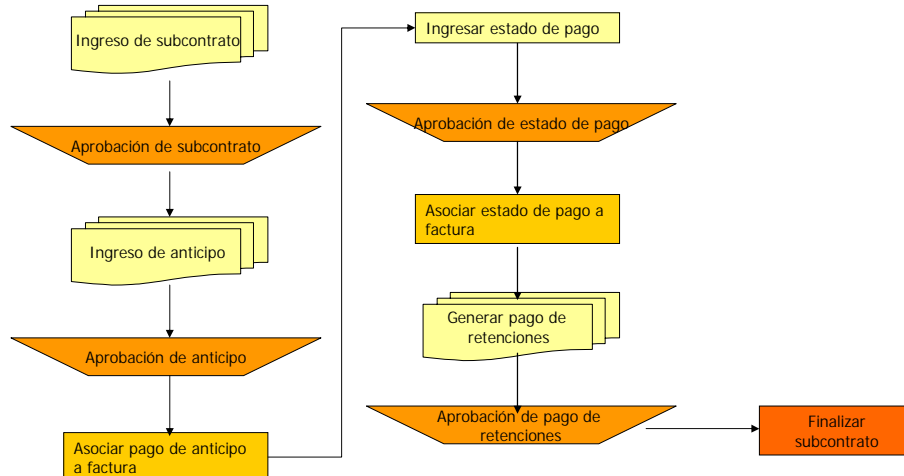 Ingreso de subcontrato
Aprobación de subcontrato
Ingreso de anticipo
Aprobación de anticipo
Asociar pago de anticipo
a factura
Ingresar estado de pago
Aprobación de estado de pago
Asociar estado de pago a
factura
Generar pago de
retenciones
Aprobación de pago de
retenciones
Finalizar
subcontrato